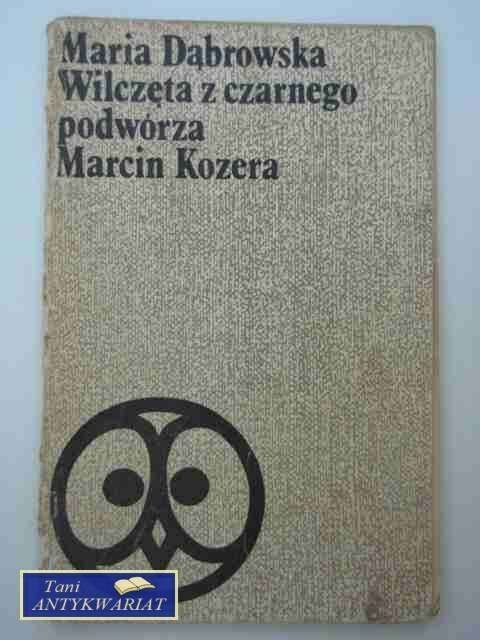 Maria Dąbrowska
Wilczęta z czarnego
podwórza
Marcin Kozera
Tani
ANTYKWARIAT